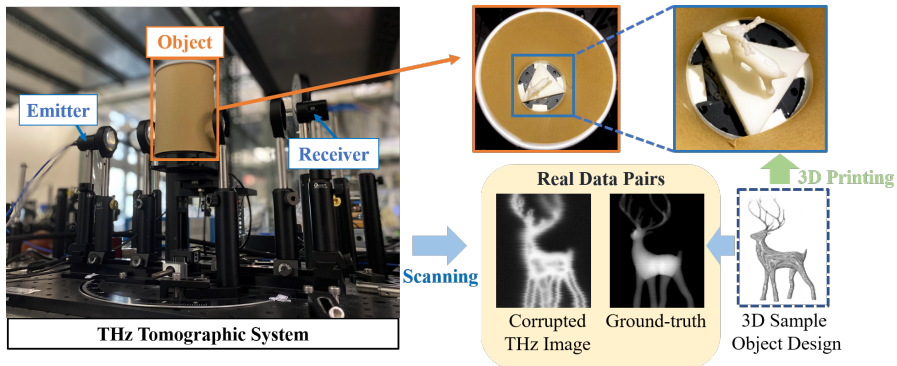 Object
Emitter
Receiver
THz Tomographic System
Scanning
Real Data Pairs
Corrupted
THz Image
Ground-truth
3D Printing
3D Sample
Object Design